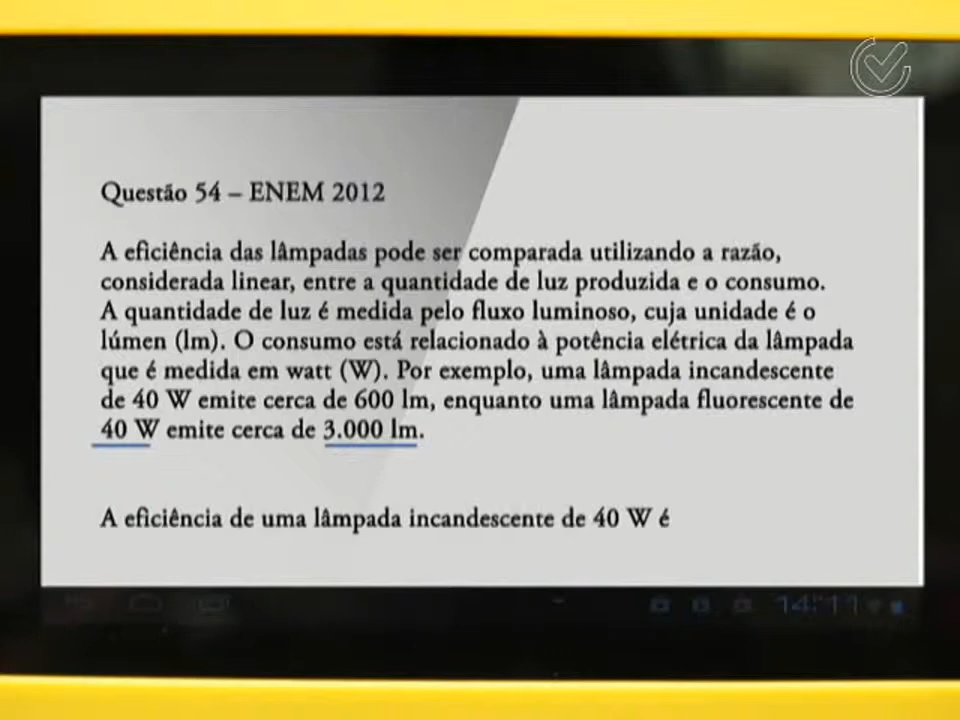 Questão 54 – ENEM 2012
A eficiência das lâmpadas pode ser comparada utilizando a razão,
considerada linear, entre a quantidade de luz produzida e o consumo.
A quantidade de luz é medida pelo fluxo luminoso, cuja unidade é o
lúmen (lm). O consumo está relacionado à potência elétrica da lâmpada
que é medida em watt (W). Por exemplo, uma lâmpada incandescente
de 40 W emite cerca de 600 lm, enquanto uma lâmpada fluorescente de
40 W emite cerca de 3.000 lm.
A eficiência de uma lâmpada incandescente de 40 W é
14:11